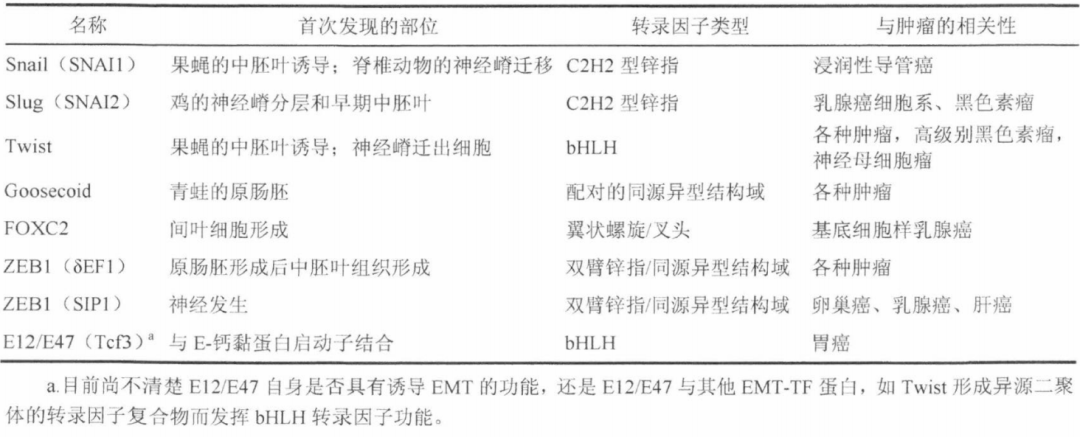 名称 首次发现的部位 转录因子类型 与肿瘤的相关性
Snail（SNAI1） 果蝇的中胚叶诱导；脊椎动物的神经嵴迁移 C2H2 型锌指 浸润性导管癌
Slug（SNAI2） 鸡的神经嵴分层和早期中胚叶 C2H2 型锌指 乳腺癌细胞系、黑色素瘤
Twist 果蝇的中胚叶诱导；神经嵴迁出细胞 bHLH 各种肿瘤，高级别黑色素瘤，
神经母细胞瘤
Goosecoid 青蛙的原肠胚 配对的同源异型结构域 各种肿瘤
FOXC2 间叶细胞形成 翼状螺旋/叉头 基底细胞样乳腺癌
ZEB1（δEF1） 原肠胚形成后中胚叶组织形成 双臂锌指/同源异型结构域 各种肿瘤
ZEB1（SIP1） 神经发生 双臂锌指/同源异型结构域 卵巢癌、乳腺癌、肝癌
E12/E47（Tcf3）a 与 E-钙黏蛋白启动子结合 bHLH 胃癌
a.目前尚不清楚 E12/E47 自身是否具有诱导 EMT 的功能，还是 E12/E47 与其他 EMT-TF 蛋白，如 Twist 形成异源二聚
体的转录因子复合物而发挥 bHLH 转录因子功能。